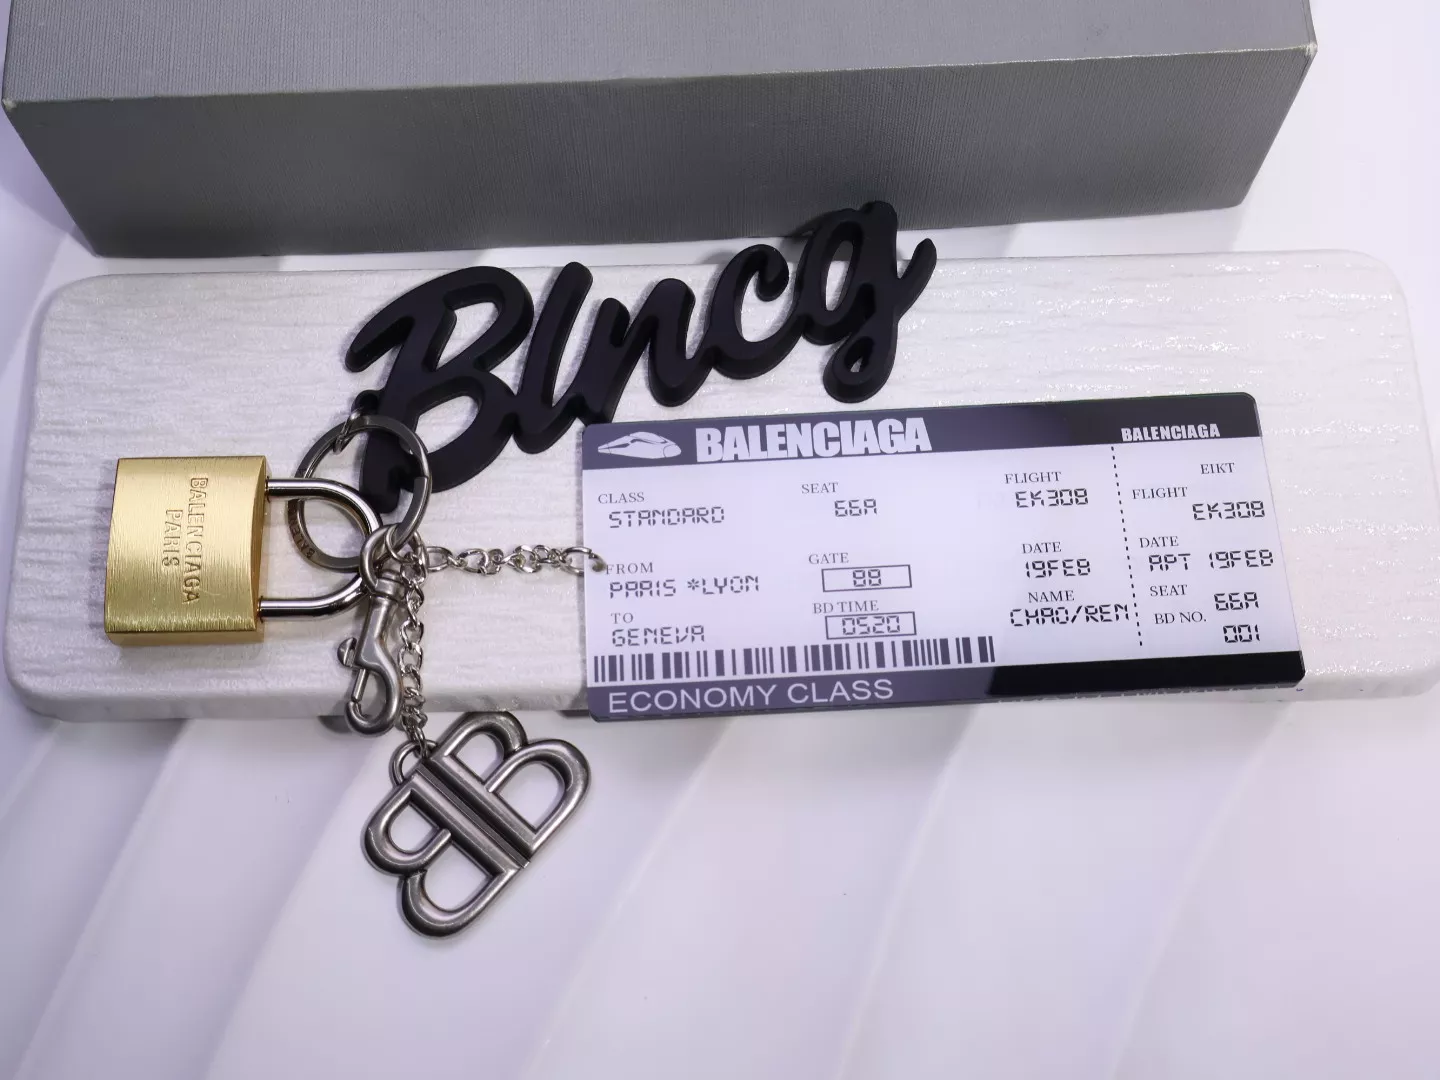 Blncg
BALENCIAGA
PARIS
BALENCIAGA
CLASS
STANDARD
SEAT
66A
FLIGHT
EK308
FROM
PARIS *LYON
GATE
88
DATE
19FEB
TO
GENEVA
BD TIME
0520
NAME
CHAO/REN
ECONOMY CLASS
BALENCIAGA
EIKT
FLIGHT
EK308
DATE
APT 19FEB
SEAT
66A
BD NO.
001